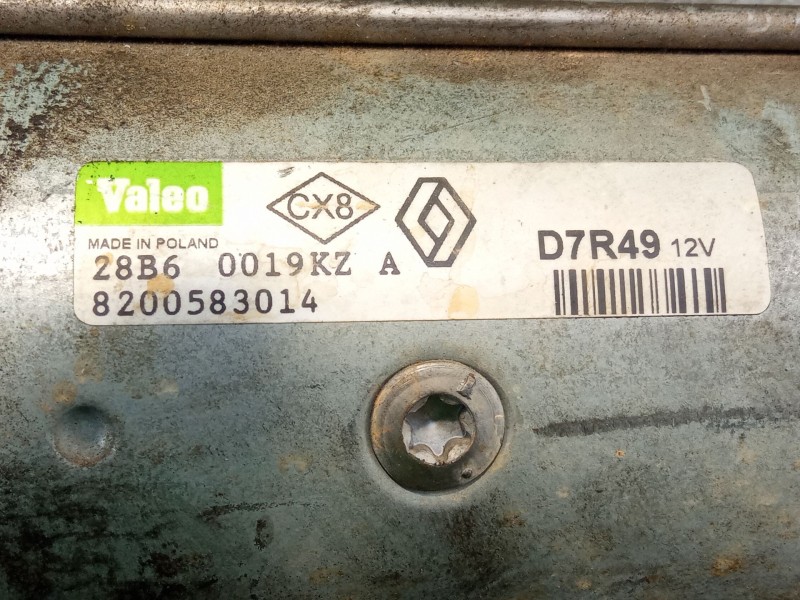 Valeo
CX8
MADE IN POLAND
D7R49 12V
28B6 0019KZ A
8200583014